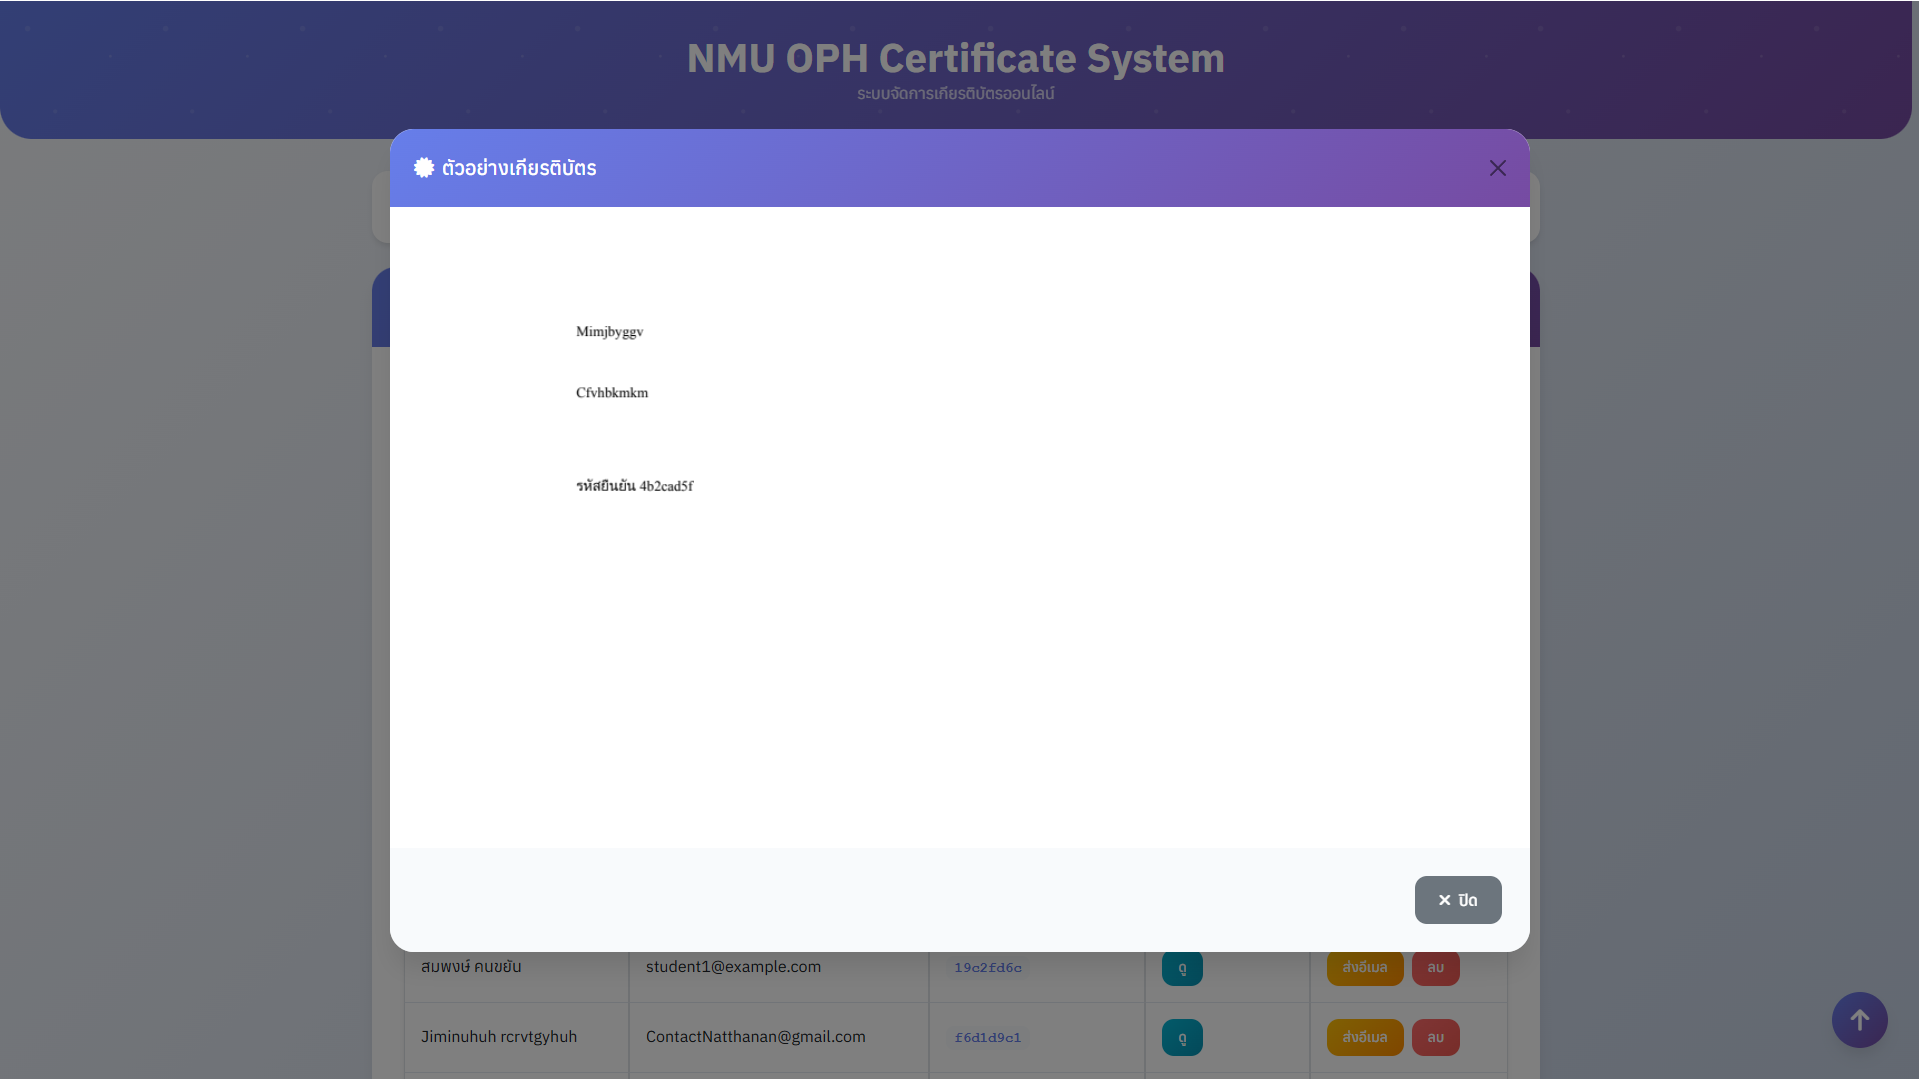 NMU OPH Certificate System
ระบบจัดการเกียรติบัตรออนไลน์
ตัวอย่างเกียรติบัตร
Mimjbyggv
Cfvhbkmkm
รหัสยืนยัน 4b2cad5f
ปิด
สมพงษ์ คนขยัน student1@example.com 19c2fd6c ดู ส่งอีเมล ลบ
Jiminuhuh rcrvtgyhuh ContactNatthanan@gmail.com f6d1d9c1 ดู ส่งอีเมล ลบ